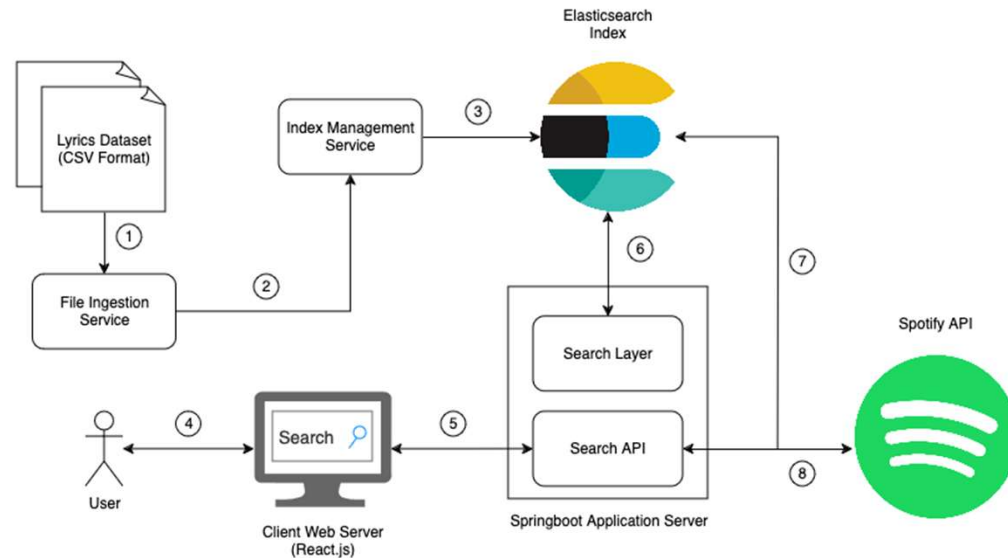 Elasticsearch
Index
Lyrics Dataset
(CSV Format)
Index Management
Service
3
1
2
6
7
File Ingestion
Service
Search Layer
Spotify API
4
Search
5
Search API
8
User
Client Web Server
(React.js)
Springboot Application Server